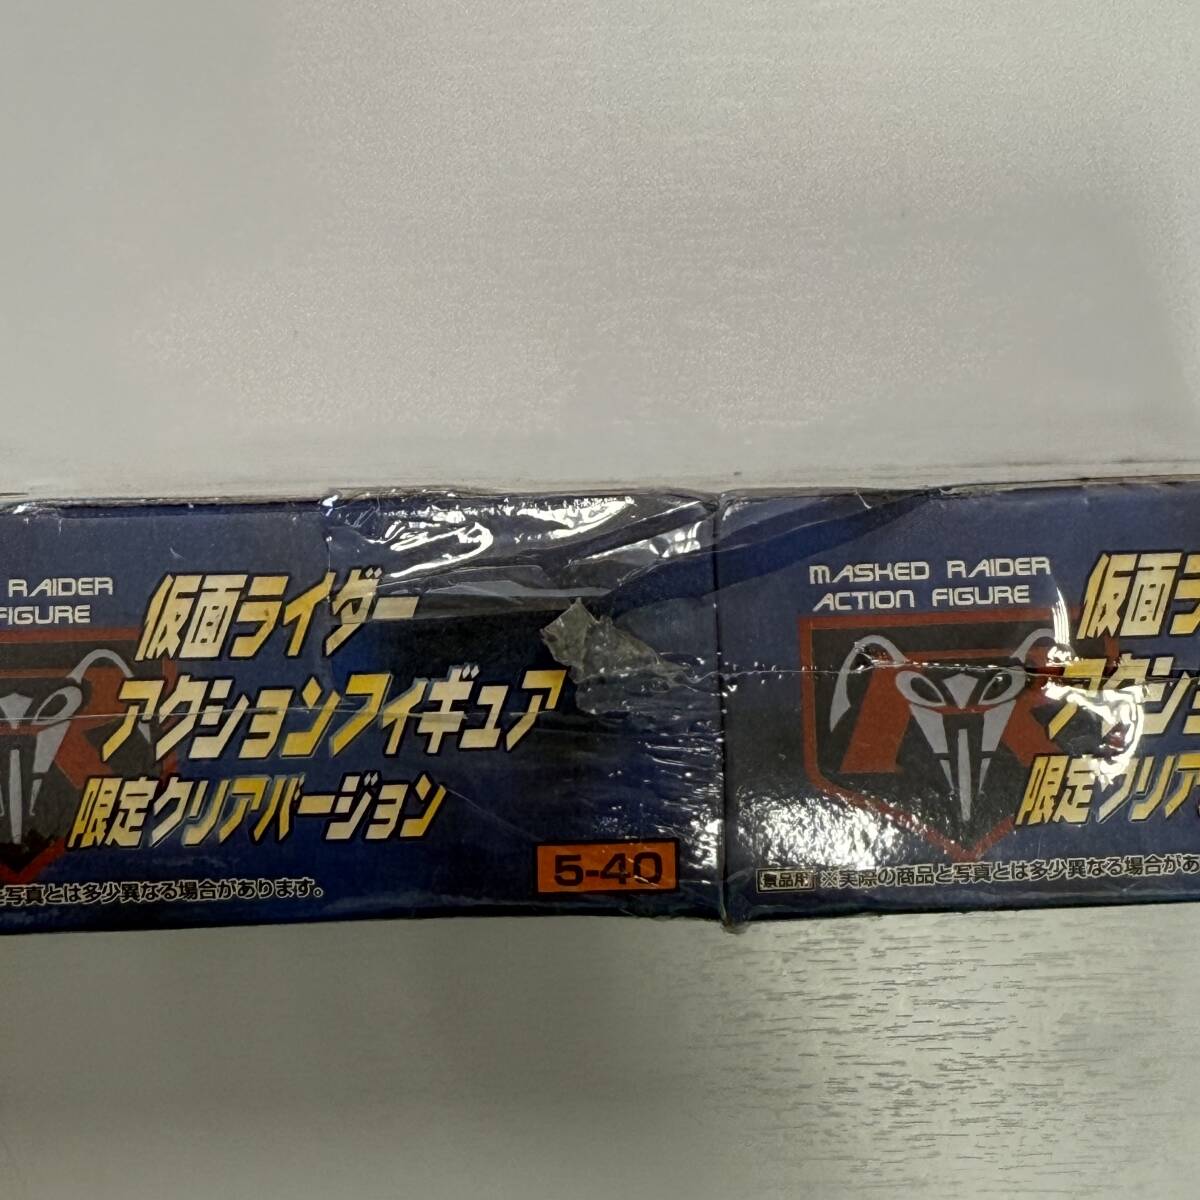 RAIDER
FIGURE
仮面ライダー
アクションフィギュア
限定クリアバージョン
写真とは多少異なる場合があります。
5-40
MASKED RAIDER
ACTION FIGURE
仮面ラ
アクショ
限定クリア
景品用 ※実際の商品と写真とは多少異なる場合があ